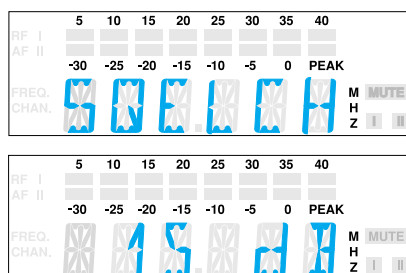 5 10 15 20 25 30 35 40
RF I
AF II
-30 -25 -20 -15 -10 -5 0 PEAK
FREQ. M MUTE
CHAN. SQEL H
Z I II
5 10 15 20 25 30 35 40
RF I
AF II
-30 -25 -20 -15 -10 -5 0 PEAK
FREQ. M MUTE
CHAN. H
Z I II